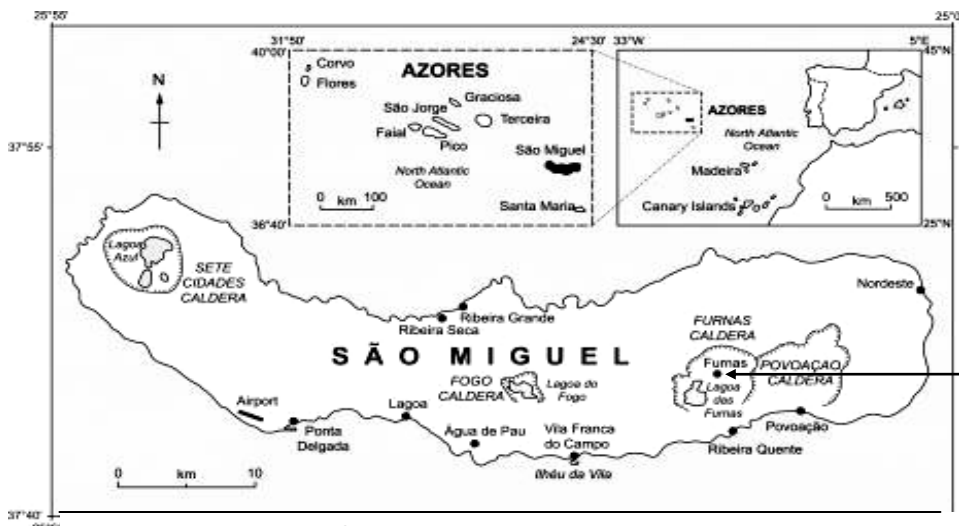 25°55'
25°0
31°50'
24°30'
33°W
5°E
40°00'
45°N
Corvo
Flores
AZORES
Graciosa
São Jorge
Terceira
Faial
Pico
São Miguel
North Atlantic
Ocean
0 km 100
Santa Maria
36°40'
AZORES
North Atlantic
Ocean
Madeira
Canary Islands
0 km 500
25°N
N
37°55'
Lagoa
Azul
SETE
CIDADES
CALDERA
Nordeste
Ribeira Grande
Ribeira Seca
FURNAS
CALDERA
SÃO MIGUEL
Furnas
POVOAÇAO
CALDERA
FOGO
CALDERA
Lagoa do
Fogo
Lagoa
das
Furnas
Airport
Lagoa
Ponta
Delgada
Água de Pau
Vila Franca
do Campo
Povoação
Ribeira Quente
Ilhéu da Vila
0 km 10
37°40'